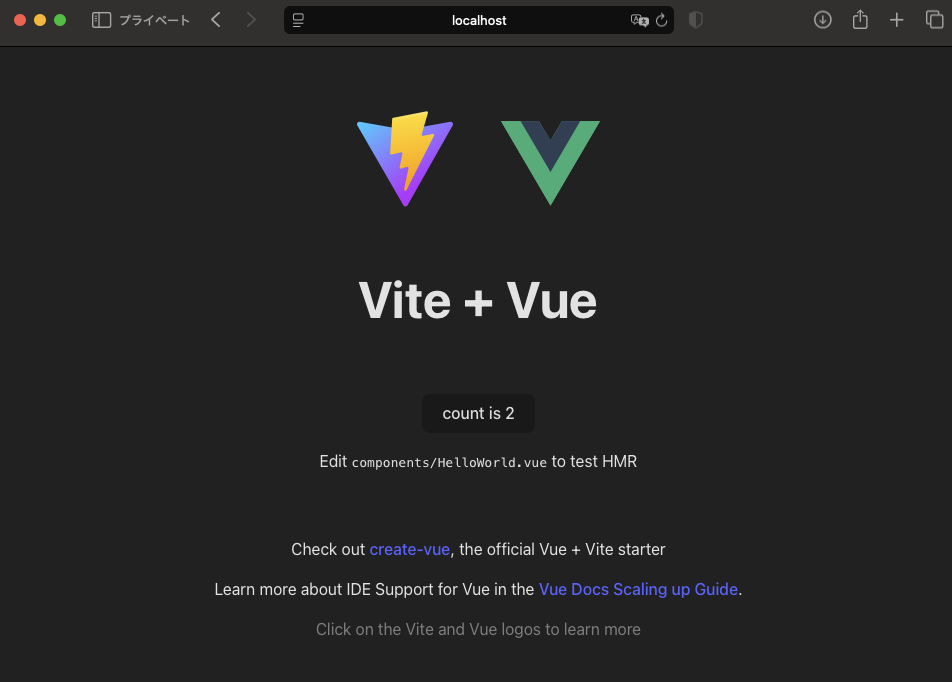 プライベート
localhost
Vite + Vue
count is 2
Edit components/HelloWorld.vue to test HMR
Check out create-vue, the official Vue + Vite starter
Learn more about IDE Support for Vue in the Vue Docs Scaling up Guide.
Click on the Vite and Vue logos to learn more